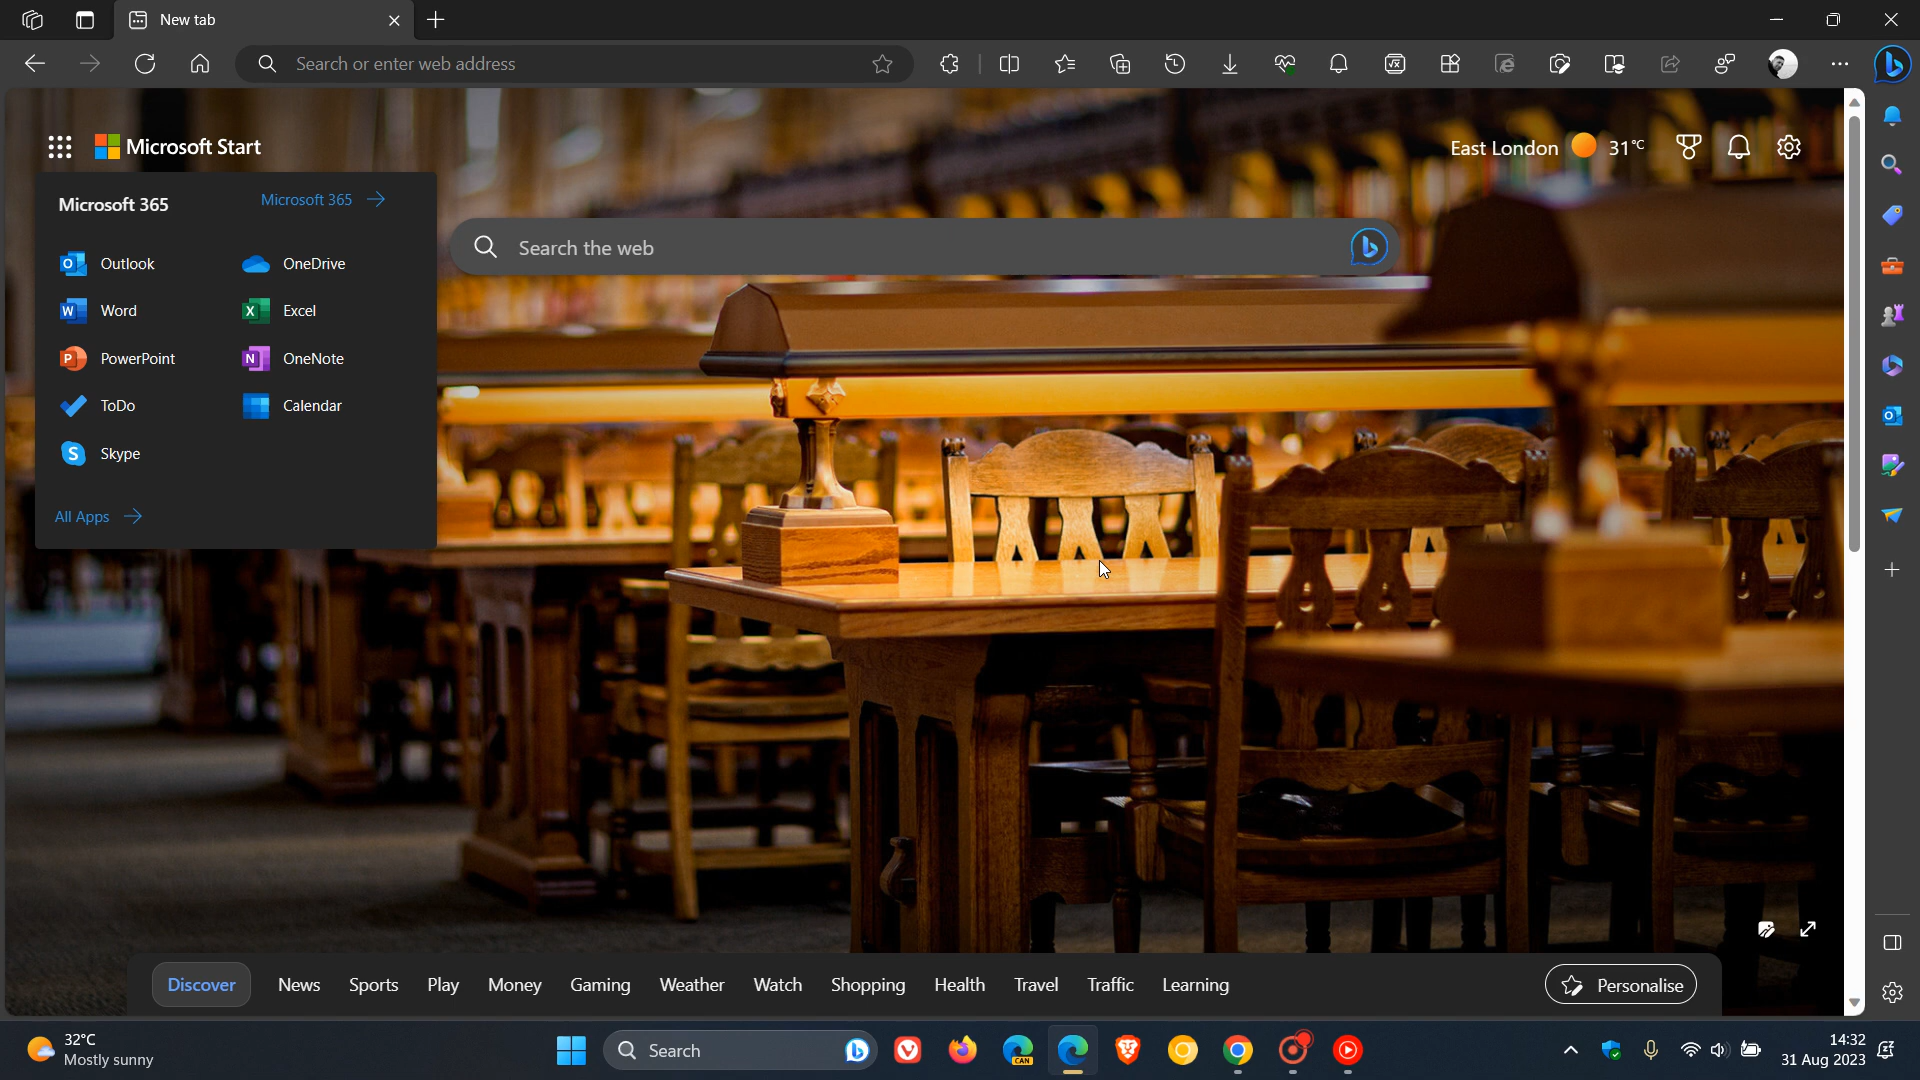 New tab
Search or enter web address
Microsoft Start
East London 31°C
Microsoft 365
Microsoft 365
Search the web
Outlook
OneDrive
Word
Excel
PowerPoint
OneNote
ToDo
Calendar
Skype
All Apps
Discover News Sports Play Money Gaming Weather Watch Shopping Health Travel Traffic Learning Personalise
32°C
Mostly sunny
Search
CAN
14:32
31 Aug 2023